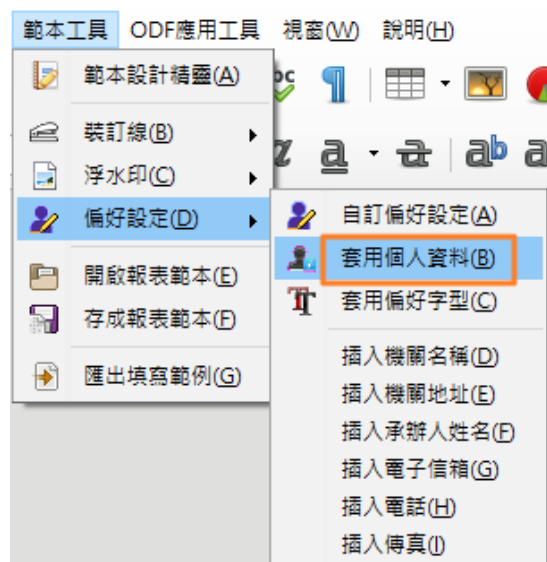 範本工具 ODF應用工具 視窗(W) 說明(H)
範本設計精靈(A)
裝訂線(B)
浮水印(C)
偏好設定(D)
開啟報表範本(E)
存成報表範本(F)
匯出填寫範例(G)
自訂偏好設定(A)
套用個人資料(B)
套用偏好字型(C)
插入機關名稱(D)
插入機關地址(E)
插入承辦人姓名(F)
插入電子信箱(G)
插入電話(H)
插入傳真(I)